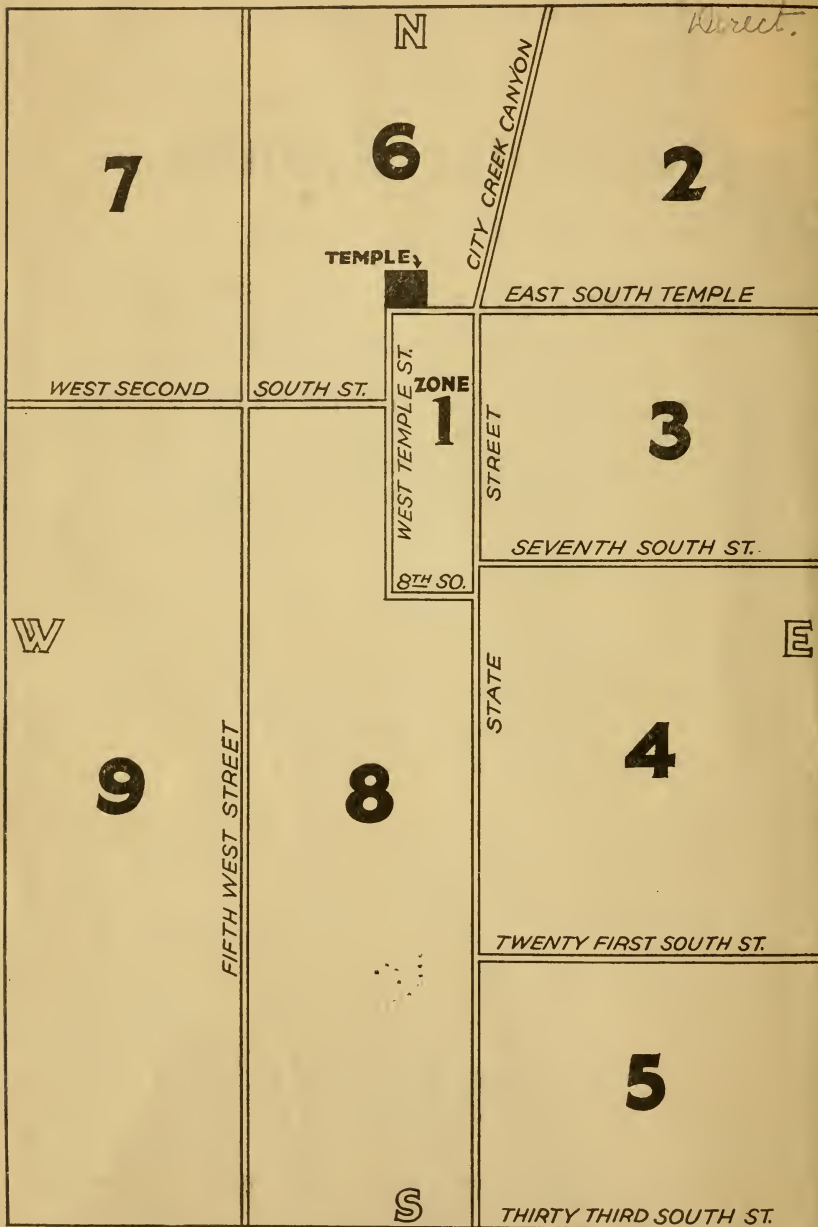 Direct.
N
CITY CREEK CANYON
7
6
2
TEMPLE
EAST SOUTH TEMPLE
WEST SECOND SOUTH ST.
WEST TEMPLE ST.
ZONE
1
STREET
3
SEVENTH SOUTH ST.
8TH SO.
W
E
STATE
9
FIFTH WEST STREET
8
4
TWENTY FIRST SOUTH ST.
5
S
THIRTY THIRD SOUTH ST.